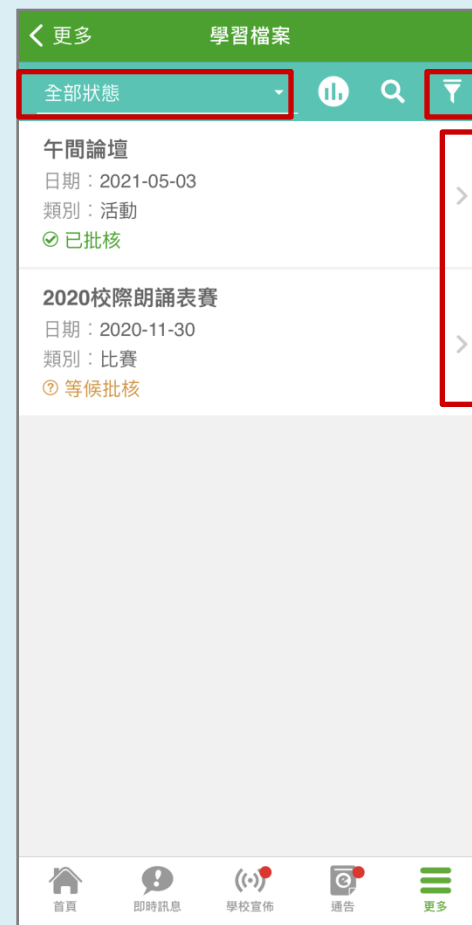 更多
學習檔案
全部狀態
午間論壇
日期：2021-05-03
類別：活動
已批核
2020校際朗誦表賽
日期：2020-11-30
類別：比賽
等候批核
首頁
即時訊息
學校宣佈
通告
更多